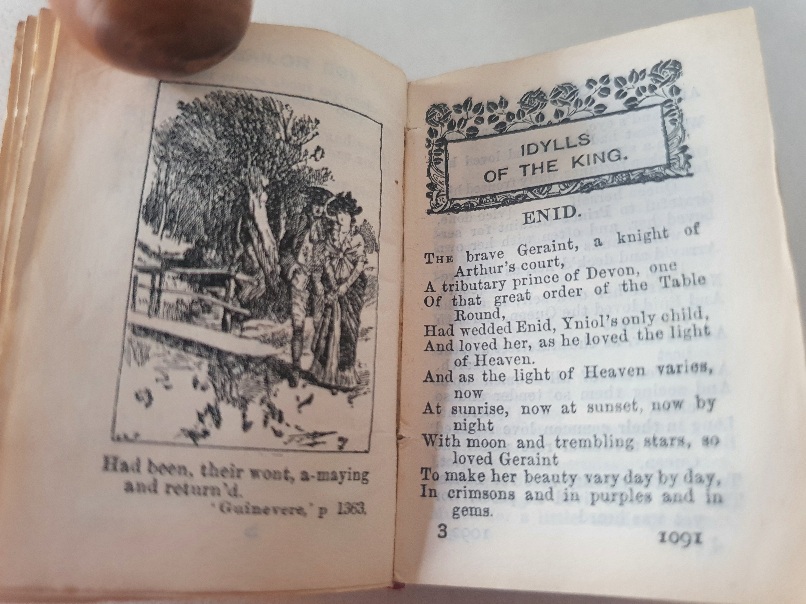 Had been, their wont, a-maying
and return'd.
'Guinevere,' p 1363.
IDYLLS
OF THE KING.
ENID.
THE brave Geraint, a knight of
Arthur's court,
A tributary prince of Devon, one
Of that great order of the Table
Round,
Had wedded Enid, Yniol's only child,
And loved her, as he loved the light
of Heaven.
And as the light of Heaven varies,
now
At sunrise, now at sunset, now by
night
With moon and trembling stars, so
loved Geraint
To make her beauty vary day by day,
In crimsons and in purples and in
gems.
3 1091